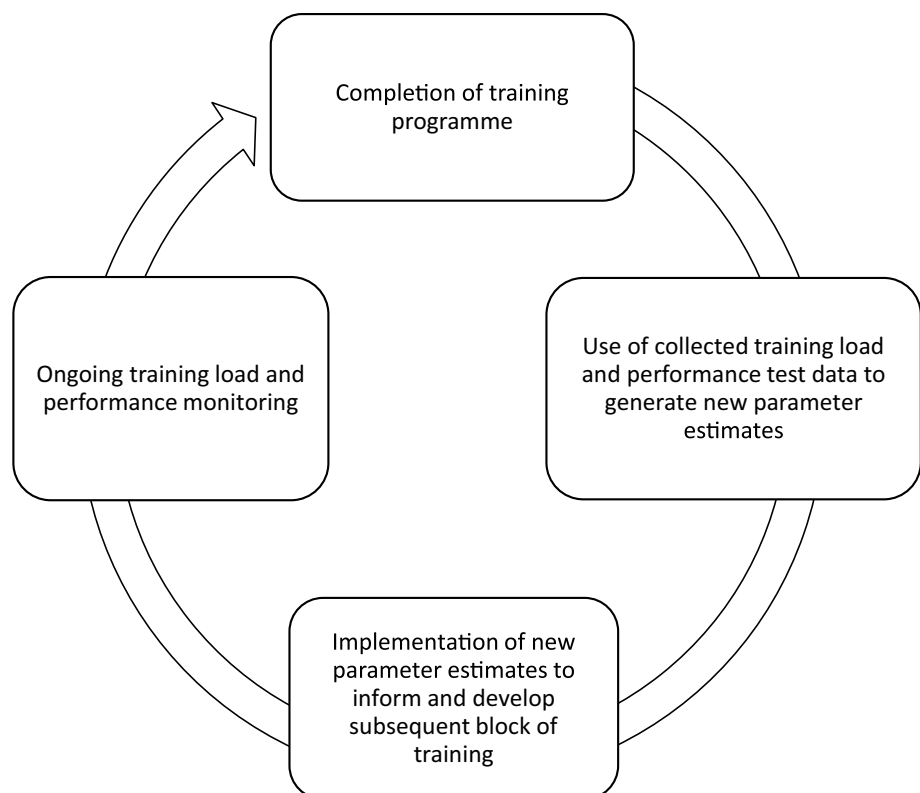 Completion of training
programme
Use of collected training load
and performance test data to
generate new parameter
estimates
Implementation of new
parameter estimates to
inform and develop
subsequent block of
training
Ongoing training load and
performance monitoring